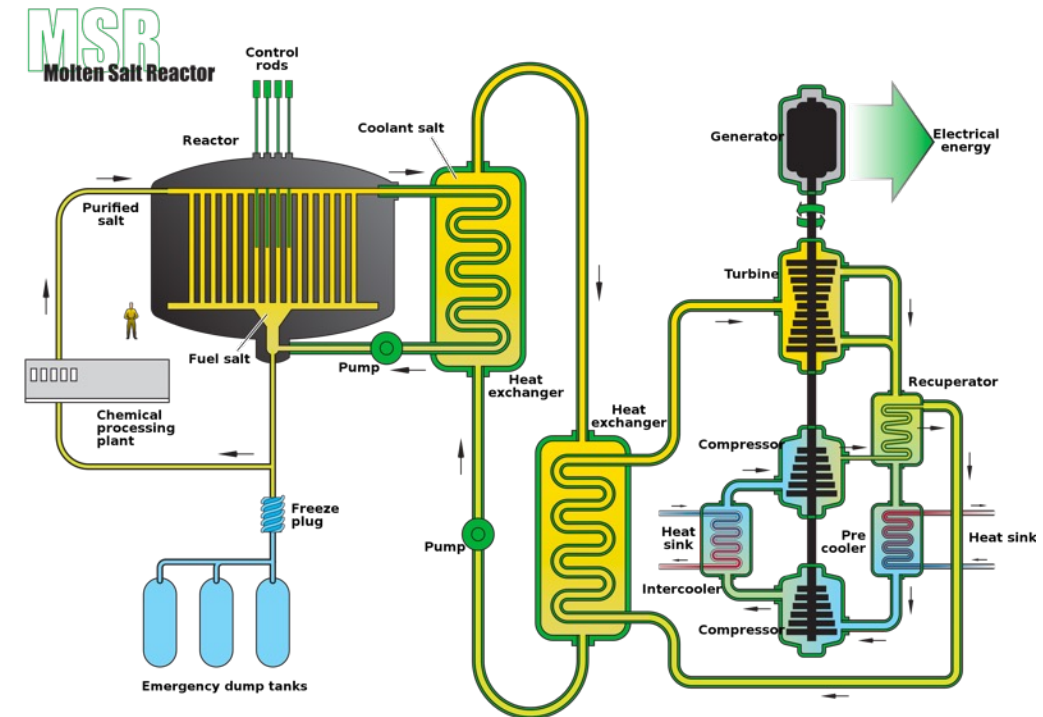 MSR
Molten Salt Reactor
Control
rods
Reactor
Coolant salt
Purified
salt
Fuel salt
Pump
Heat
exchanger
Chemical
processing
plant
Freeze
plug
Emergency dump tanks
Pump
Heat
exchanger
Generator
Electrical
energy
Turbine
Recuperator
Compressor
Heat
sink
Intercooler
Pre
cooler
Heat sink
Compressor